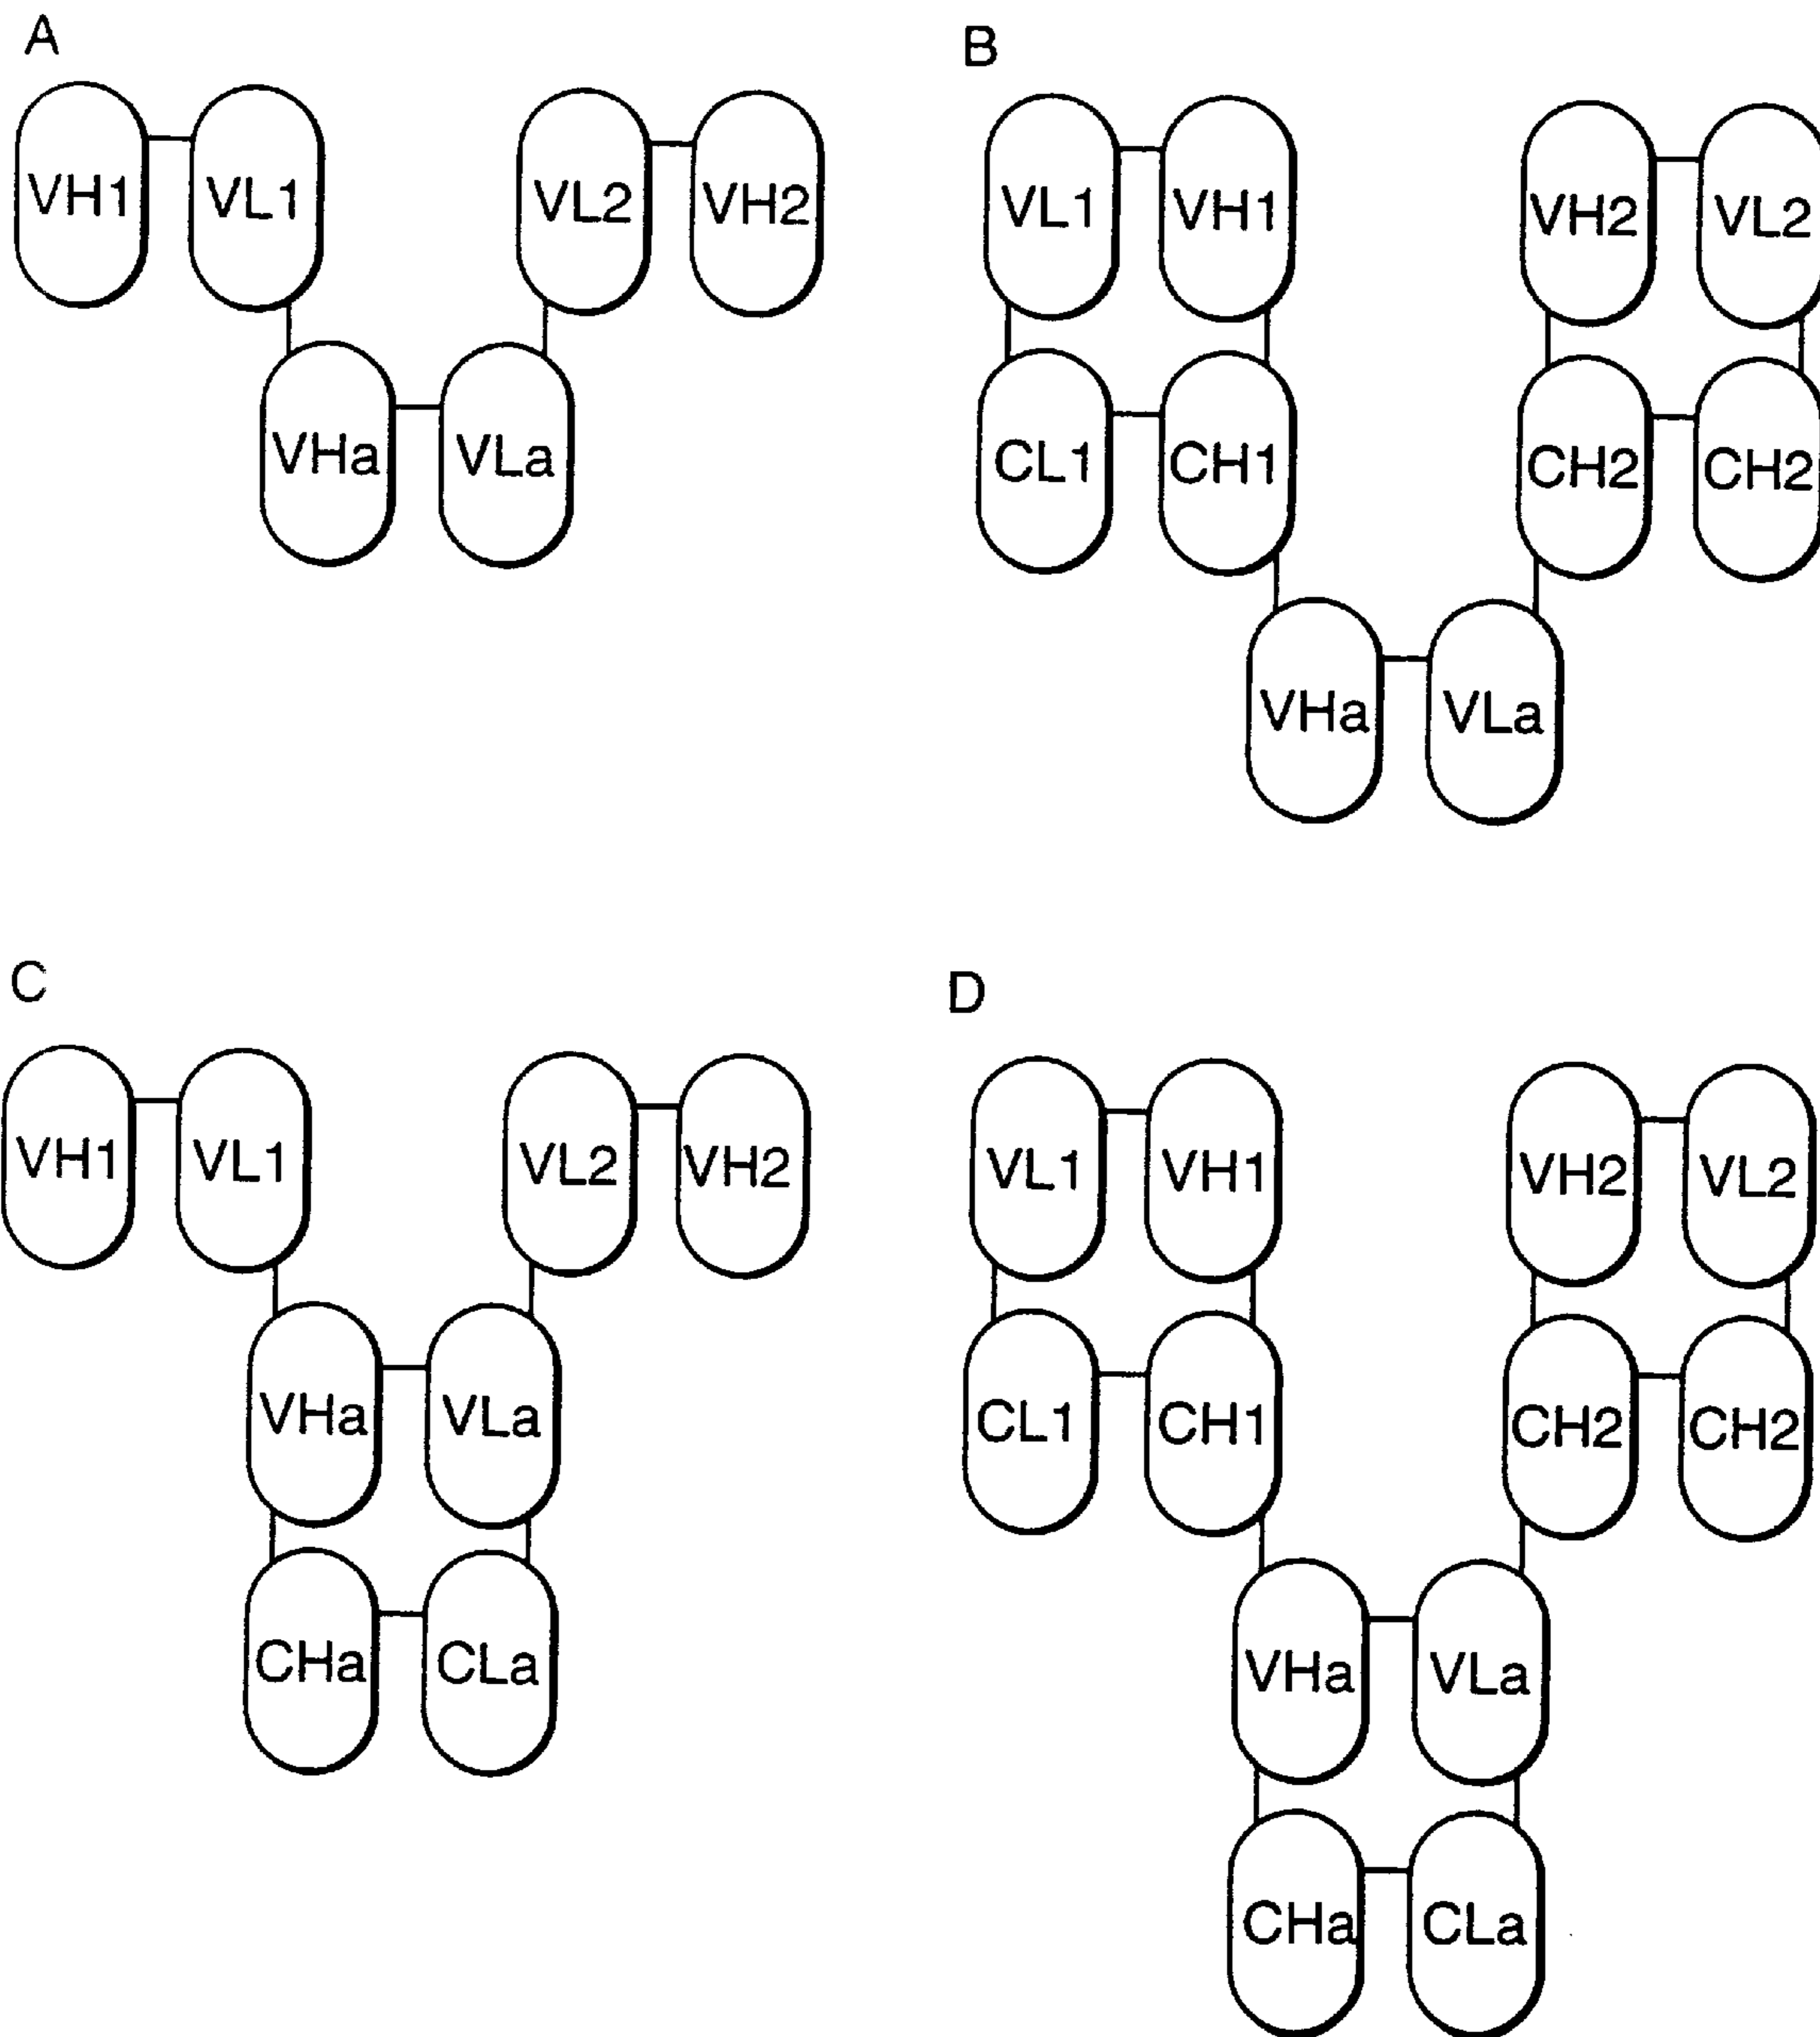 A
B
VH1 VL1 VL2 VH2
VL1 VH1 VH2 VL2
VHa VLa
CL1 CH1 CH2 CH2
VHa VLa
C
D
VH1 VL1 VL2 VH2
VL1 VH1 VH2 VL2
VHa VLa
CL1 CH1 CH2 CH2
CHa CLa
VHa VLa
CHa CLa